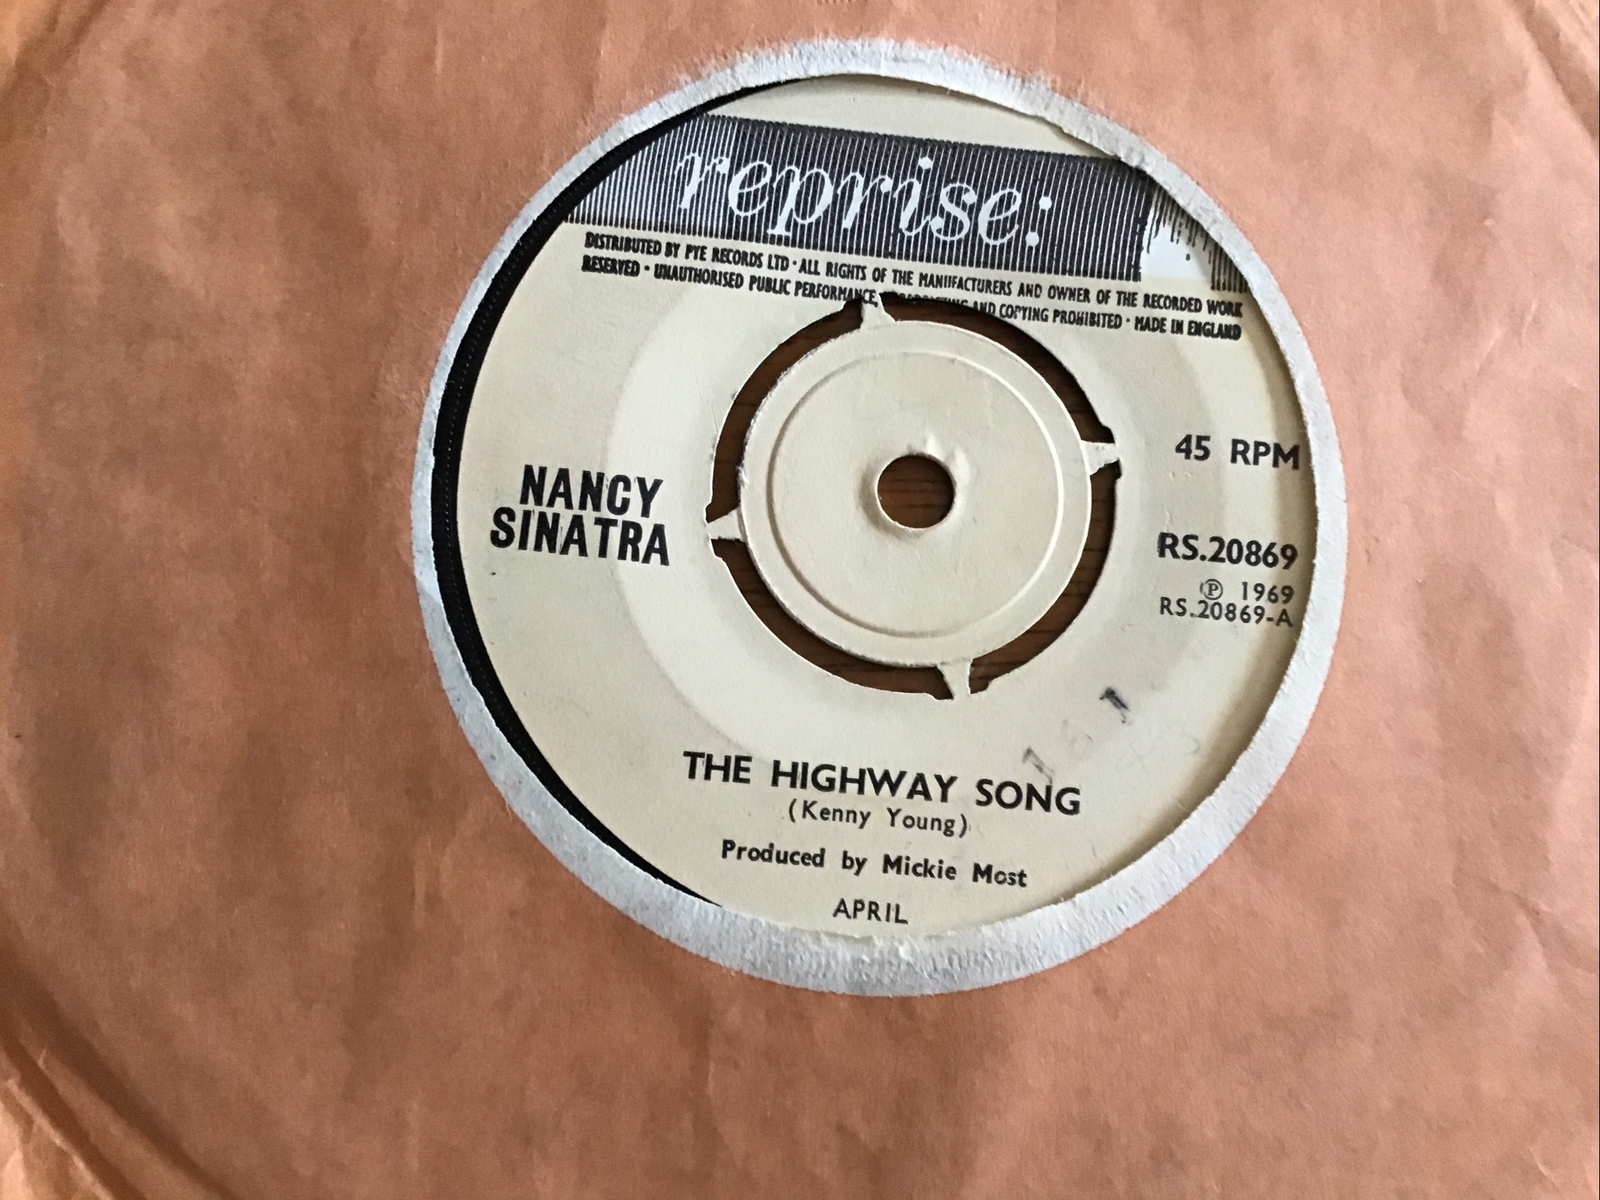 reprise:
DISTRIBUTED BY PYE RECORDS LTD · ALL RIGHTS OF THE MANUFACTURERS AND OWNER OF THE RECORDED WORK
RESERVED · UNAUTHORISED PUBLIC PERFORMANCE, AND COPYING PROHIBITED · MADE IN ENGLAND
45 RPM
NANCY
SINATRA
RS.20869
℗ 1969
RS.20869-A
THE HIGHWAY SONG
(Kenny Young)
Produced by Mickie Most
APRIL